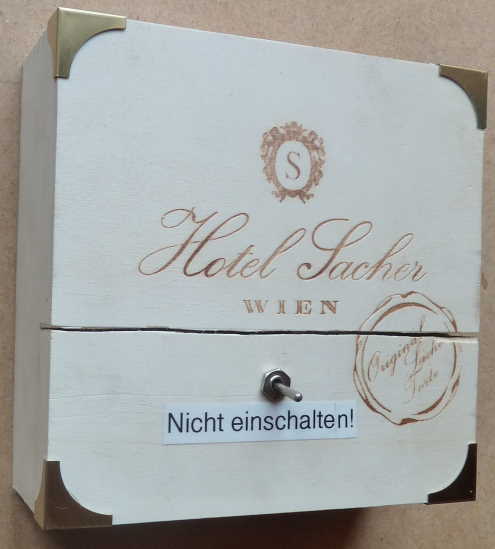 S
Hotel Sacher
WIEN
Original
Sacher
Torte
Nicht einschalten!